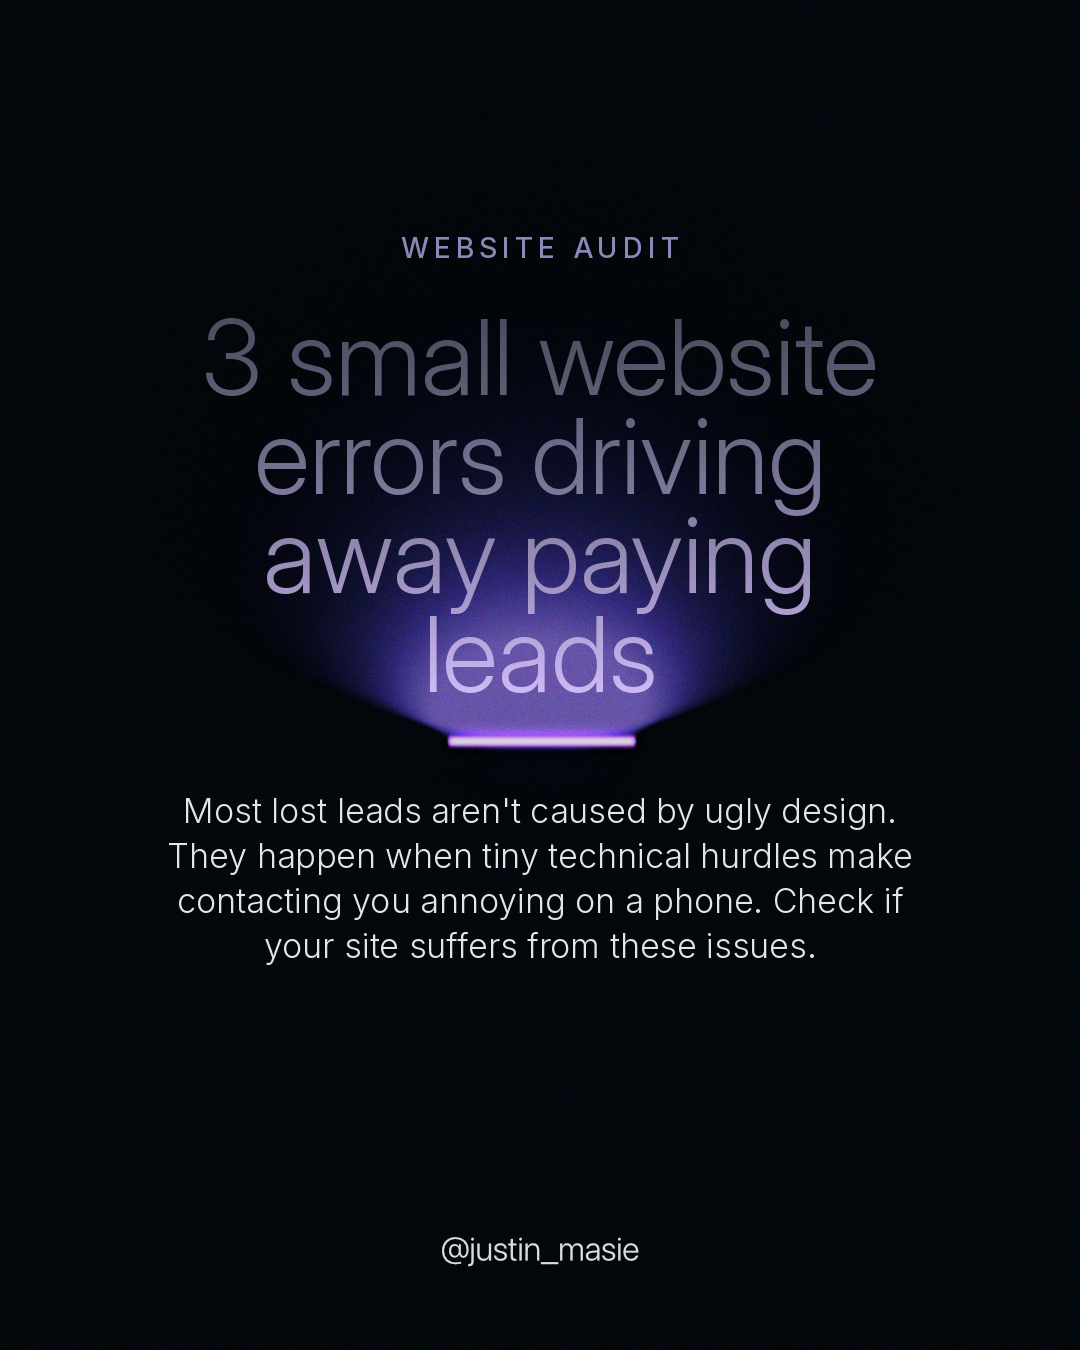 WEBSITE AUDIT
3 small website
errors driving
away paying
leads
Most lost leads aren't caused by ugly design.
They happen when tiny technical hurdles make
contacting you annoying on a phone. Check if
your site suffers from these issues.
@justin_masie